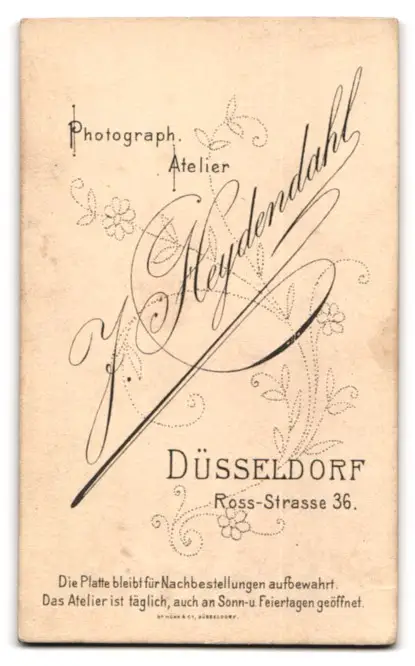 Photograph.
Atelier
J. Heydendahl
DÜSSELDORF
Ross-Strasse 36.
Die Platte bleibt für Nachbestellungen aufbewahrt.
Das Atelier ist täglich, auch an Sonn-u. Feiertagen geöffnet.
DÜSSELDORF.